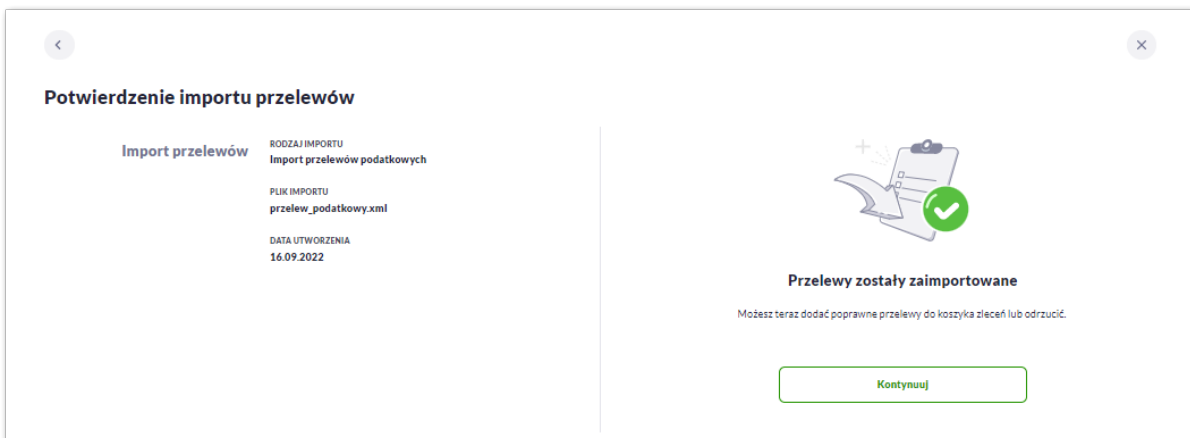 Potwierdzenie importu przelewów
Import przelewów
RODZAJ IMPORTU
Import przelewów podatkowych
PLIK IMPORTU
przelew_podatkowy.xml
DATA UTWORZENIA
16.09.2022
Przelewy zostały zaimportowane
Możesz teraz dodać poprawne przelewy do koszyka zleceń lub odrzucić.
Kontynuuj